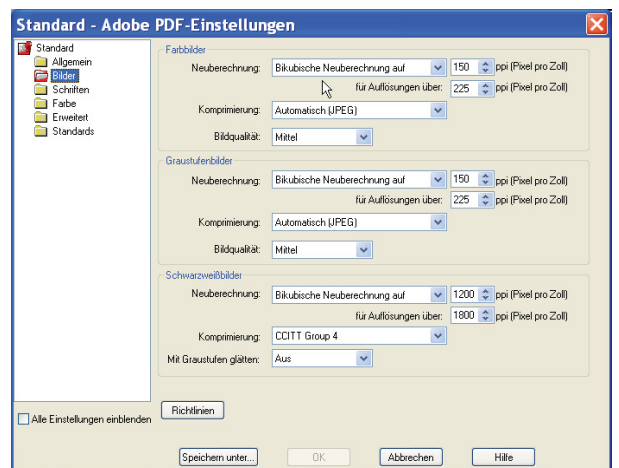 Standard - Adobe PDF-Einstellungen
Standard
Allgemein
Bilder
Schriften
Farbe
Erweitert
Standards
Farbbilder
Neuberechnung: Bikubische Neuberechnung auf 150 ppi (Pixel pro Zoll)
für Auflösungen über: 225 ppi (Pixel pro Zoll)
Komprimierung: Automatisch (JPEG)
Bildqualität: Mittel
Graustufenbilder
Neuberechnung: Bikubische Neuberechnung auf 150 ppi (Pixel pro Zoll)
für Auflösungen über: 225 ppi (Pixel pro Zoll)
Komprimierung: Automatisch (JPEG)
Bildqualität: Mittel
Schwarzweißbilder
Neuberechnung: Bikubische Neuberechnung auf 1200 ppi (Pixel pro Zoll)
für Auflösungen über: 1800 ppi (Pixel pro Zoll)
Komprimierung: CCITT Group 4
Mit Graustufen glätten: Aus
Richtlinien
Alle Einstellungen einblenden
Speichern unter... OK Abbrechen Hilfe